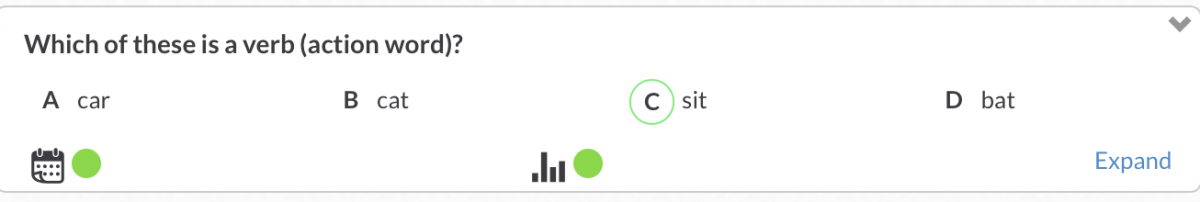 Which of these is a verb (action word)?
A car B cat C sit D bat
Expand